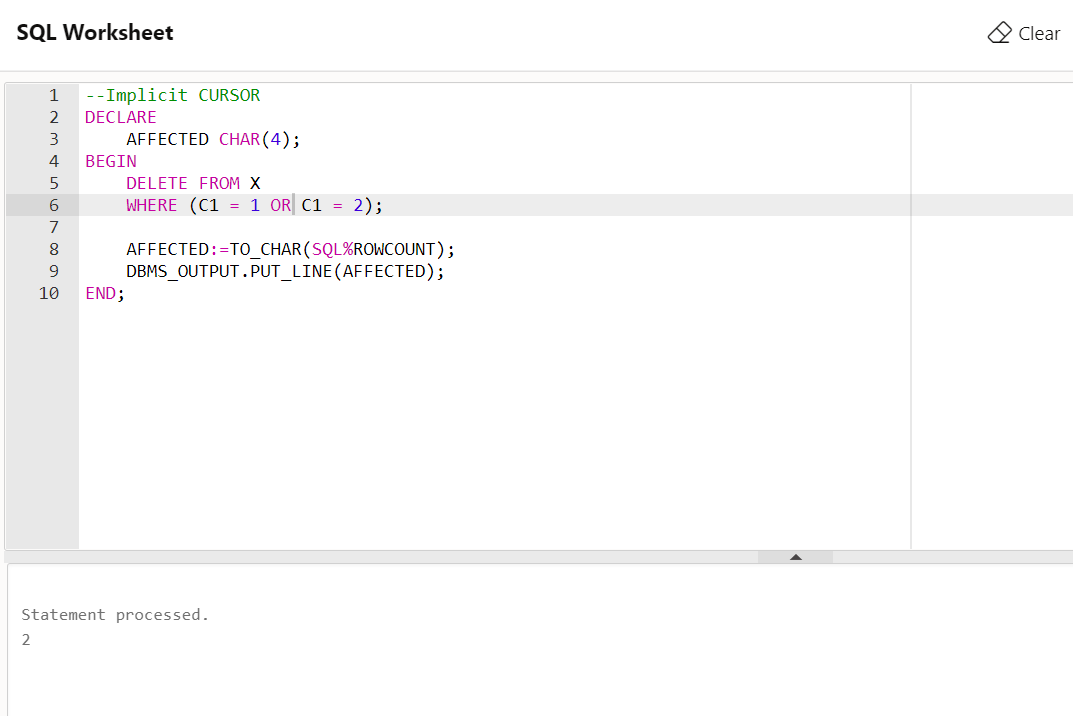 SQL Worksheet
Clear
1 --Implicit CURSOR
2 DECLARE
3     AFFECTED CHAR(4);
4 BEGIN
5     DELETE FROM X
6     WHERE (C1 = 1 OR C1 = 2);
7
8     AFFECTED:=TO_CHAR(SQL%ROWCOUNT);
9     DBMS_OUTPUT.PUT_LINE(AFFECTED);
10 END;
Statement processed.
2